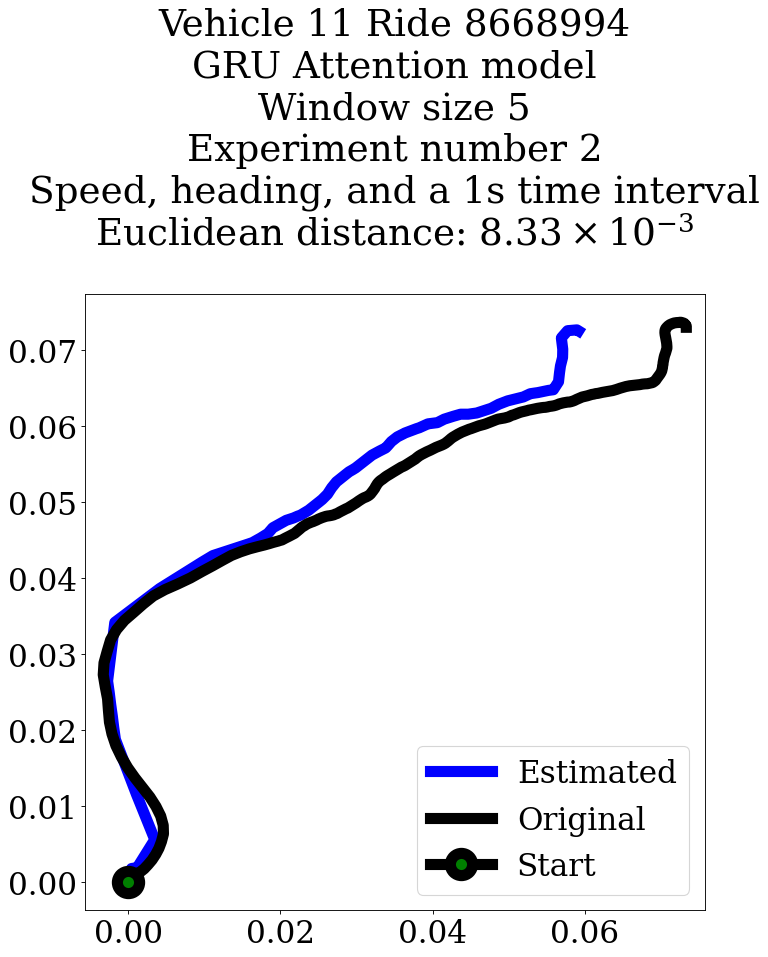 Vehicle 11 Ride 8668994
GRU Attention model
Window size 5
Experiment number 2
Speed, heading, and a 1s time interval
Euclidean distance: 8.33 × 10⁻³
0.07
0.06
0.05
0.04
0.03
0.02
0.01
0.00
0.00 0.02 0.04 0.06
Estimated
Original
Start